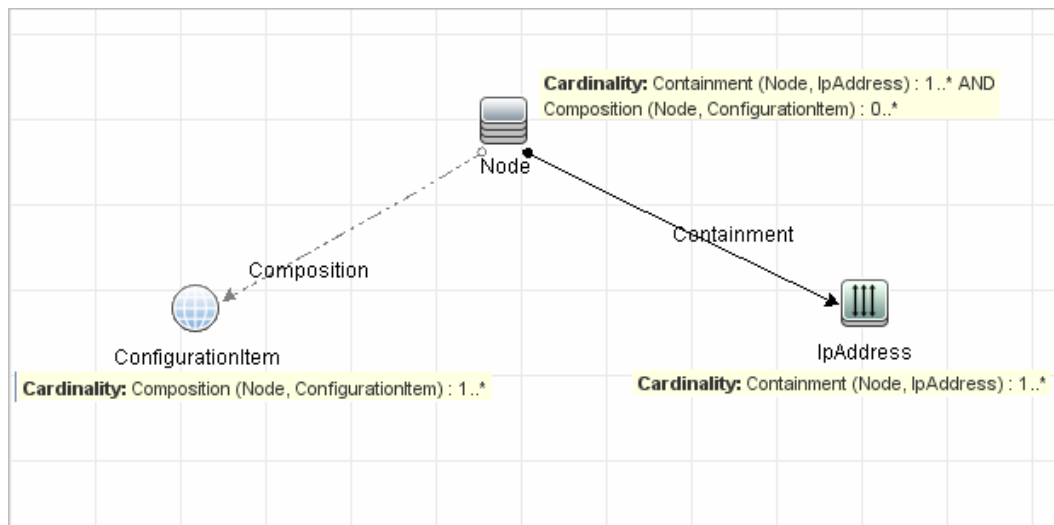 Cardinality: Containment (Node, IpAddress) : 1..* AND
Composition (Node, ConfigurationItem) : 0..*
Node
Containment
Composition
ConfigurationItem
IpAddress
Cardinality: Composition (Node, ConfigurationItem) : 1..*
Cardinality: Containment (Node, IpAddress) : 1..*